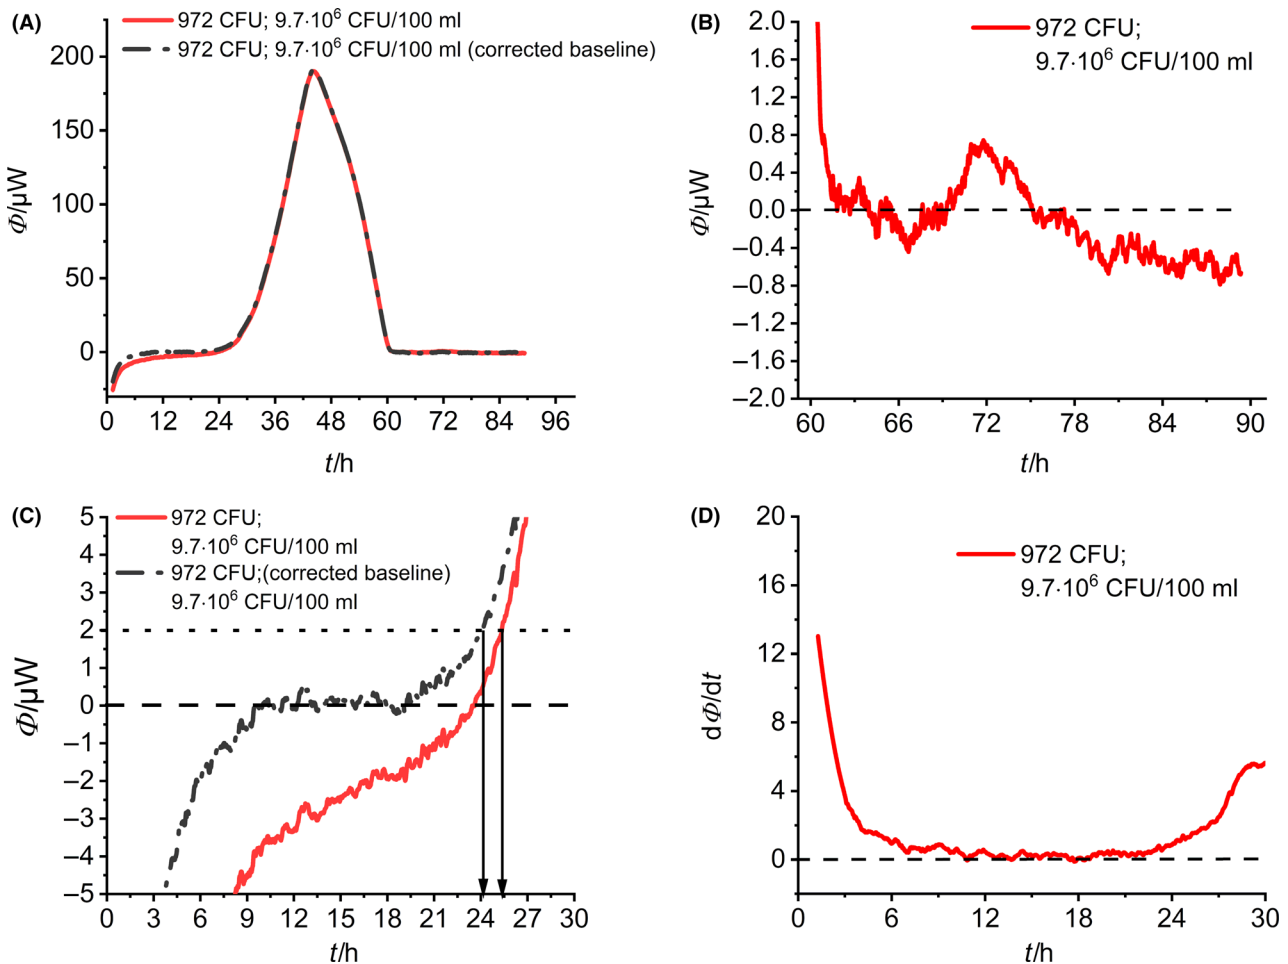 (A)
972 CFU; 9.7·10⁶ CFU/100 ml
972 CFU; 9.7·10⁶ CFU/100 ml (corrected baseline)
200
150
100
50
0
Φ/µW
0 12 24 36 48 60 72 84 96
t/h
(B)
972 CFU;
9.7·10⁶ CFU/100 ml
2.0
1.6
1.2
0.8
0.4
0.0
–0.4
–0.8
–1.2
–1.6
–2.0
Φ/µW
60 66 72 78 84 90
t/h
(C)
972 CFU;
9.7·10⁶ CFU/100 ml
972 CFU;(corrected baseline)
9.7·10⁶ CFU/100 ml
5
4
3
2
1
0
–1
–2
–3
–4
–5
Φ/µW
0 3 6 9 12 15 18 21 24 27 30
t/h
(D)
972 CFU;
9.7·10⁶ CFU/100 ml
20
16
12
8
4
0
dΦ/dt
0 6 12 18 24 30
t/h